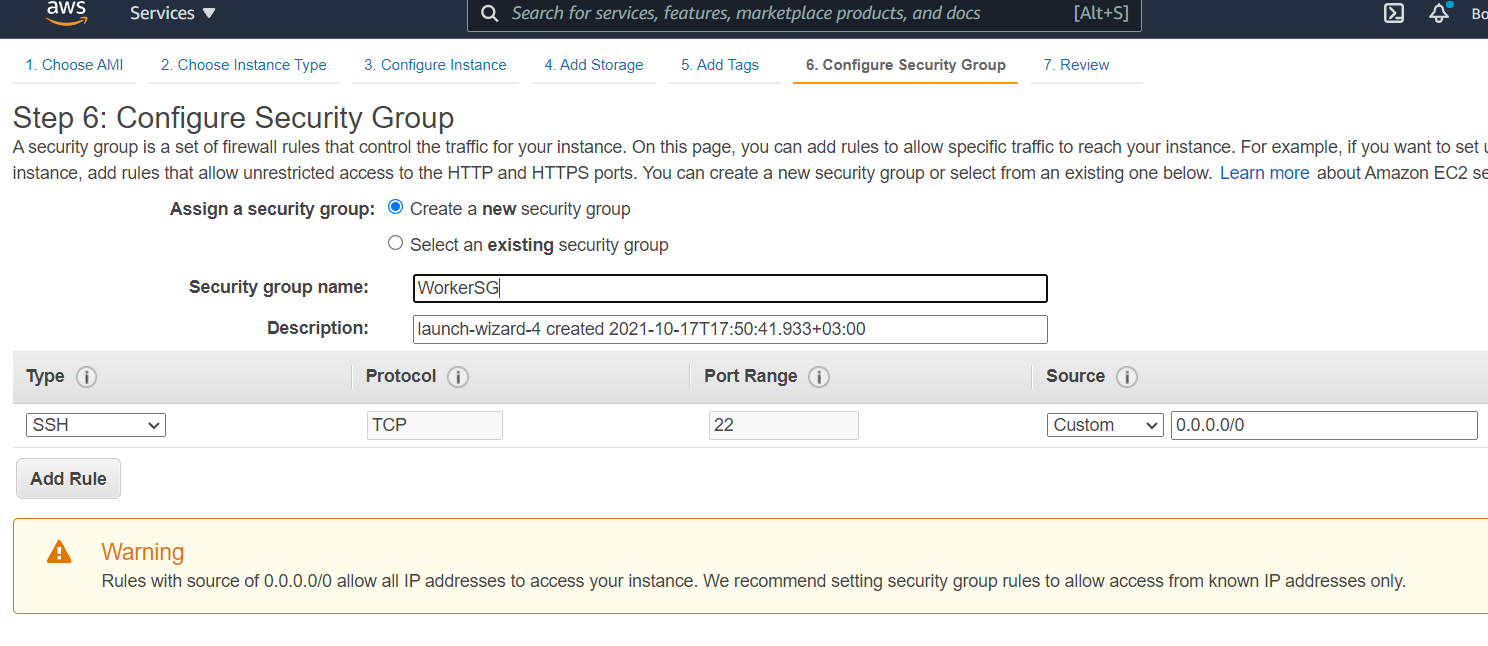 aws Services Search for services, features, marketplace products, and docs [Alt+S]
1. Choose AMI 2. Choose Instance Type 3. Configure Instance 4. Add Storage 5. Add Tags 6. Configure Security Group 7. Review
Step 6: Configure Security Group
A security group is a set of firewall rules that control the traffic for your instance. On this page, you can add rules to allow specific traffic to reach your instance. For example, if you want to set
instance, add rules that allow unrestricted access to the HTTP and HTTPS ports. You can create a new security group or select from an existing one below. Learn more about Amazon EC2
Assign a security group: Create a new security group
Select an existing security group
Security group name: WorkerSG
Description: launch-wizard-4 created 2021-10-17T17:50:41.933+03:00
Type Protocol Port Range Source
SSH TCP 22 Custom 0.0.0.0/0
Add Rule
Warning
Rules with source of 0.0.0.0/0 allow all IP addresses to access your instance. We recommend setting security group rules to allow access from known IP addresses only.